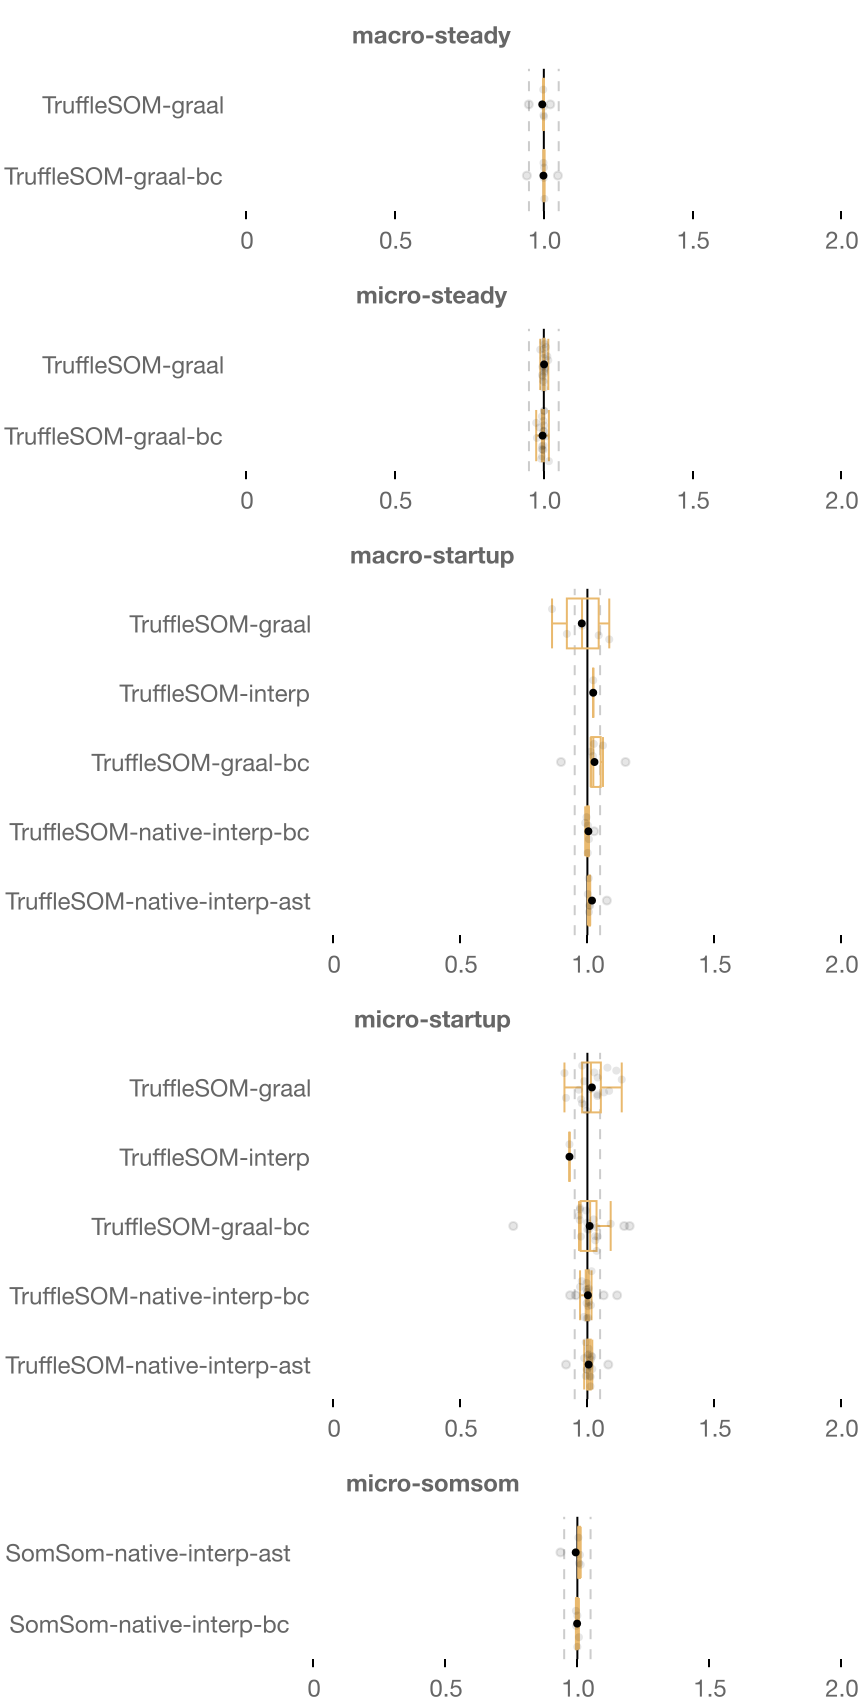 macro-steady
TruffleSOM-graal
TruffleSOM-graal-bc
0 0.5 1.0 1.5 2.0
micro-steady
TruffleSOM-graal
TruffleSOM-graal-bc
0 0.5 1.0 1.5 2.0
macro-startup
TruffleSOM-graal
TruffleSOM-interp
TruffleSOM-graal-bc
TruffleSOM-native-interp-bc
TruffleSOM-native-interp-ast
0 0.5 1.0 1.5 2.0
micro-startup
TruffleSOM-graal
TruffleSOM-interp
TruffleSOM-graal-bc
TruffleSOM-native-interp-bc
TruffleSOM-native-interp-ast
0 0.5 1.0 1.5 2.0
micro-somsom
SomSom-native-interp-ast
SomSom-native-interp-bc
0 0.5 1.0 1.5 2.0